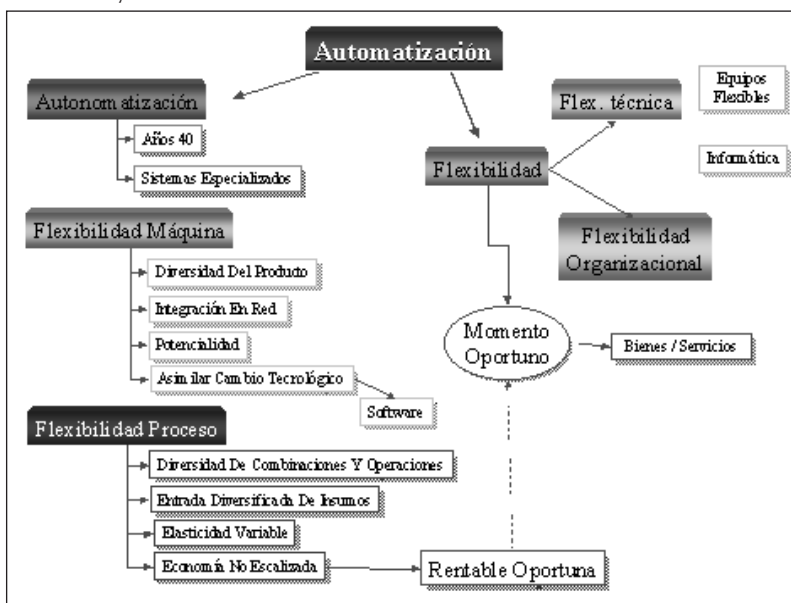 Automatización
Autonomatización
Años 40
Sistemas Especializados
Flexibilidad
Flex. técnica
Equipos
Flexibles
Informática
Flexibilidad
Organizacional
Flexibilidad Máquina
Diversidad Del Producto
Integración En Red
Potencialidad
Asimilar Cambio Tecnológico
Software
Momento
Oportuno
Bienes / Servicios
Flexibilidad Proceso
Diversidad De Combinaciones Y Operaciones
Entrada Diversificada De Insumos
Elasticidad Variable
Economía No Escalizada
Rentable Oportuna